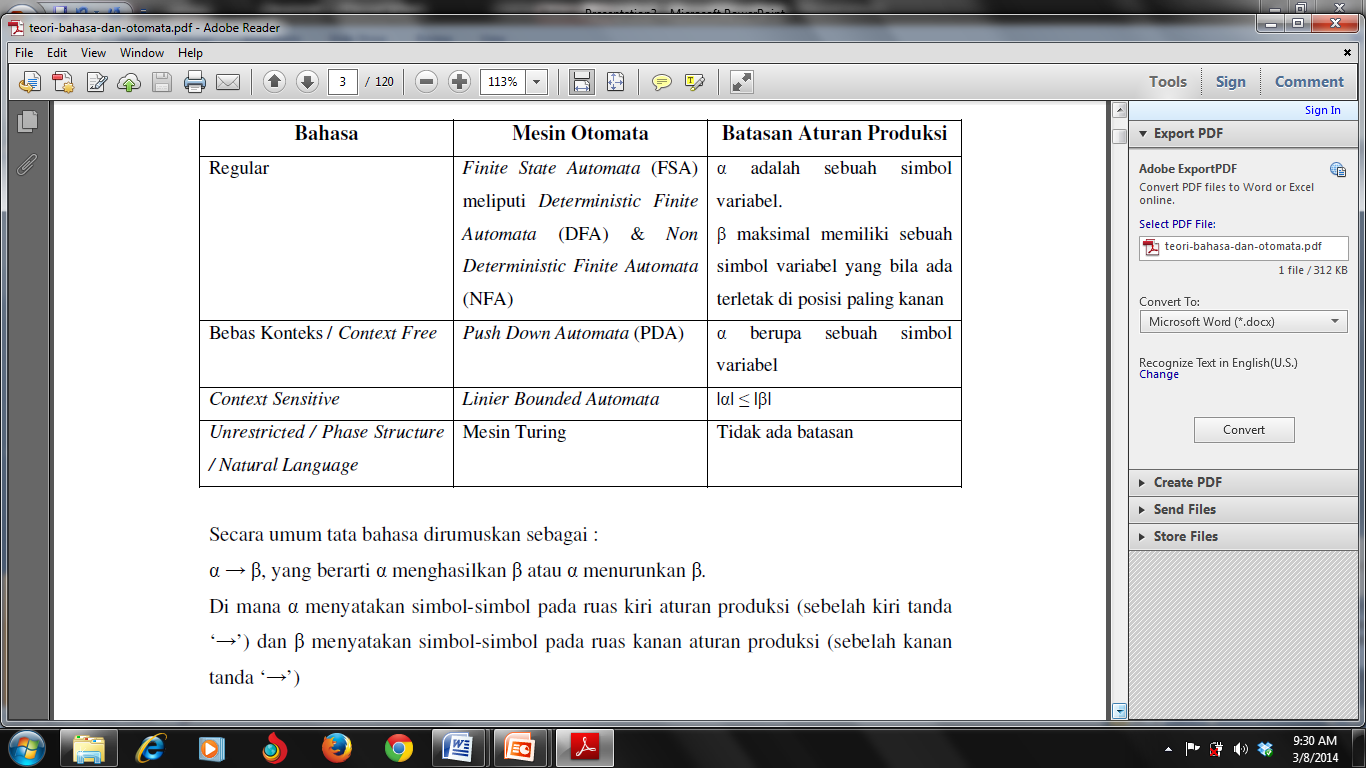 Presentation2 - Microsoft PowerPoint
teori-bahasa-dan-otomata.pdf - Adobe Reader
File Edit View Window Help
3 / 120 113% Tools Sign Comment
Sign In
Export PDF
Adobe ExportPDF
Convert PDF files to Word or Excel
online.
Select PDF File:
teori-bahasa-dan-otomata.pdf
1 file / 312 KB
Convert To:
Microsoft Word (*.docx)
Recognize Text in English(U.S.)
Change
Convert
Create PDF
Send Files
Store Files
Bahasa Mesin Otomata Batasan Aturan Produksi
Regular
Finite State Automata (FSA)
meliputi Deterministic Finite
Automata (DFA) & Non
Deterministic Finite Automata
(NFA)
α adalah sebuah simbol
variabel.
β maksimal memiliki sebuah
simbol variabel yang bila ada
terletak di posisi paling kanan
Bebas Konteks / Context Free
Push Down Automata (PDA)
α berupa sebuah simbol
variabel
Context Sensitive
Linier Bounded Automata
|α| ≤ |β|
Unrestricted / Phase Structure
/ Natural Language
Mesin Turing
Tidak ada batasan
Secara umum tata bahasa dirumuskan sebagai :
α → β, yang berarti α menghasilkan β atau α menurunkan β.
Di mana α menyatakan simbol-simbol pada ruas kiri aturan produksi (sebelah kiri tanda
‘→’) dan β menyatakan simbol-simbol pada ruas kanan aturan produksi (sebelah kanan
tanda ‘→’)
9:30 AM
3/8/2014